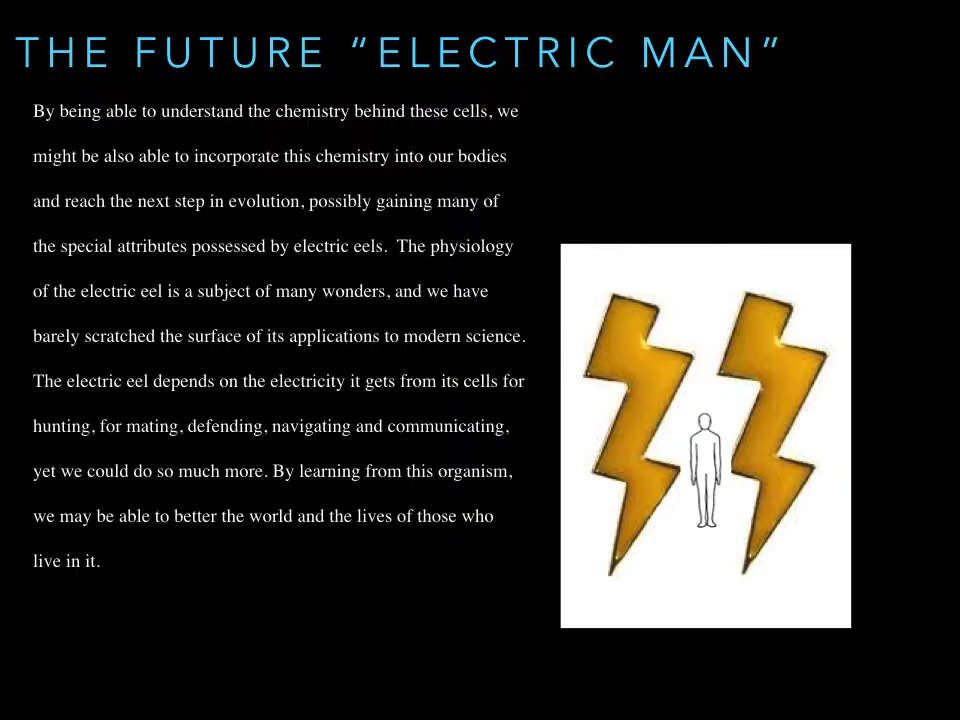 THE FUTURE “ELECTRIC MAN”
By being able to understand the chemistry behind these cells, we
might be also able to incorporate this chemistry into our bodies
and reach the next step in evolution, possibly gaining many of
the special attributes possessed by electric eels.  The physiology
of the electric eel is a subject of many wonders, and we have
barely scratched the surface of its applications to modern science.
The electric eel depends on the electricity it gets from its cells for
hunting, for mating, defending, navigating and communicating,
yet we could do so much more. By learning from this organism,
we may be able to better the world and the lives of those who
live in it.